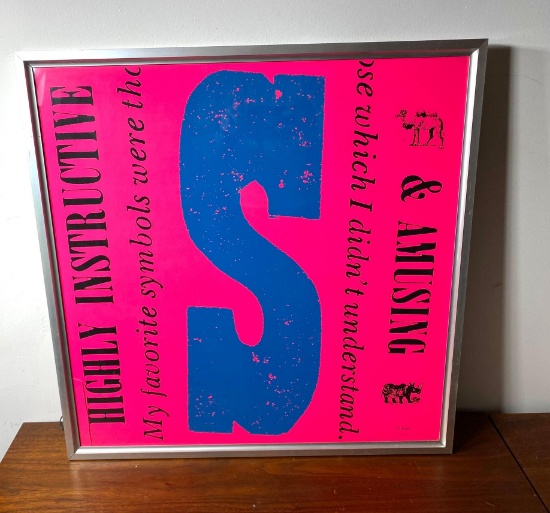 HIGHLY INSTRUCTIVE
My favorite symbols were tho
S
ose which I didn't understand.
& AMUSING